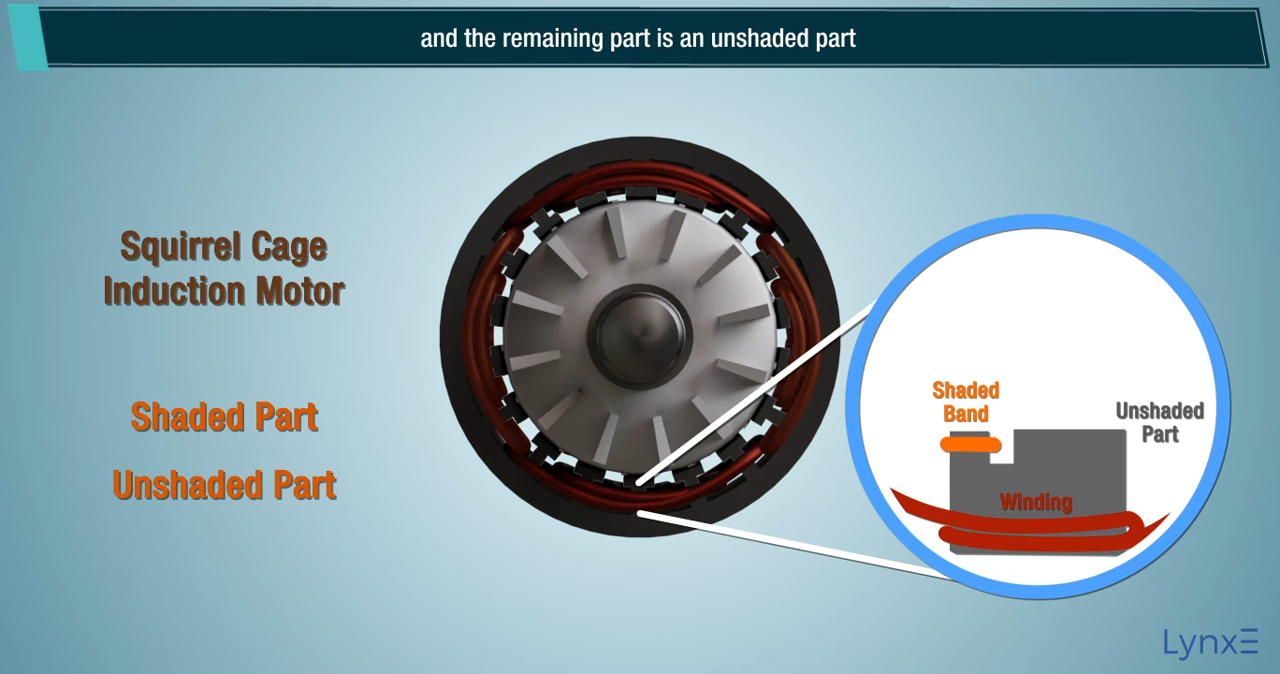 and the remaining part is an unshaded part
Squirrel Cage
Induction Motor
Shaded Part
Unshaded Part
Shaded
Band
Unshaded
Part
Winding
LynxE